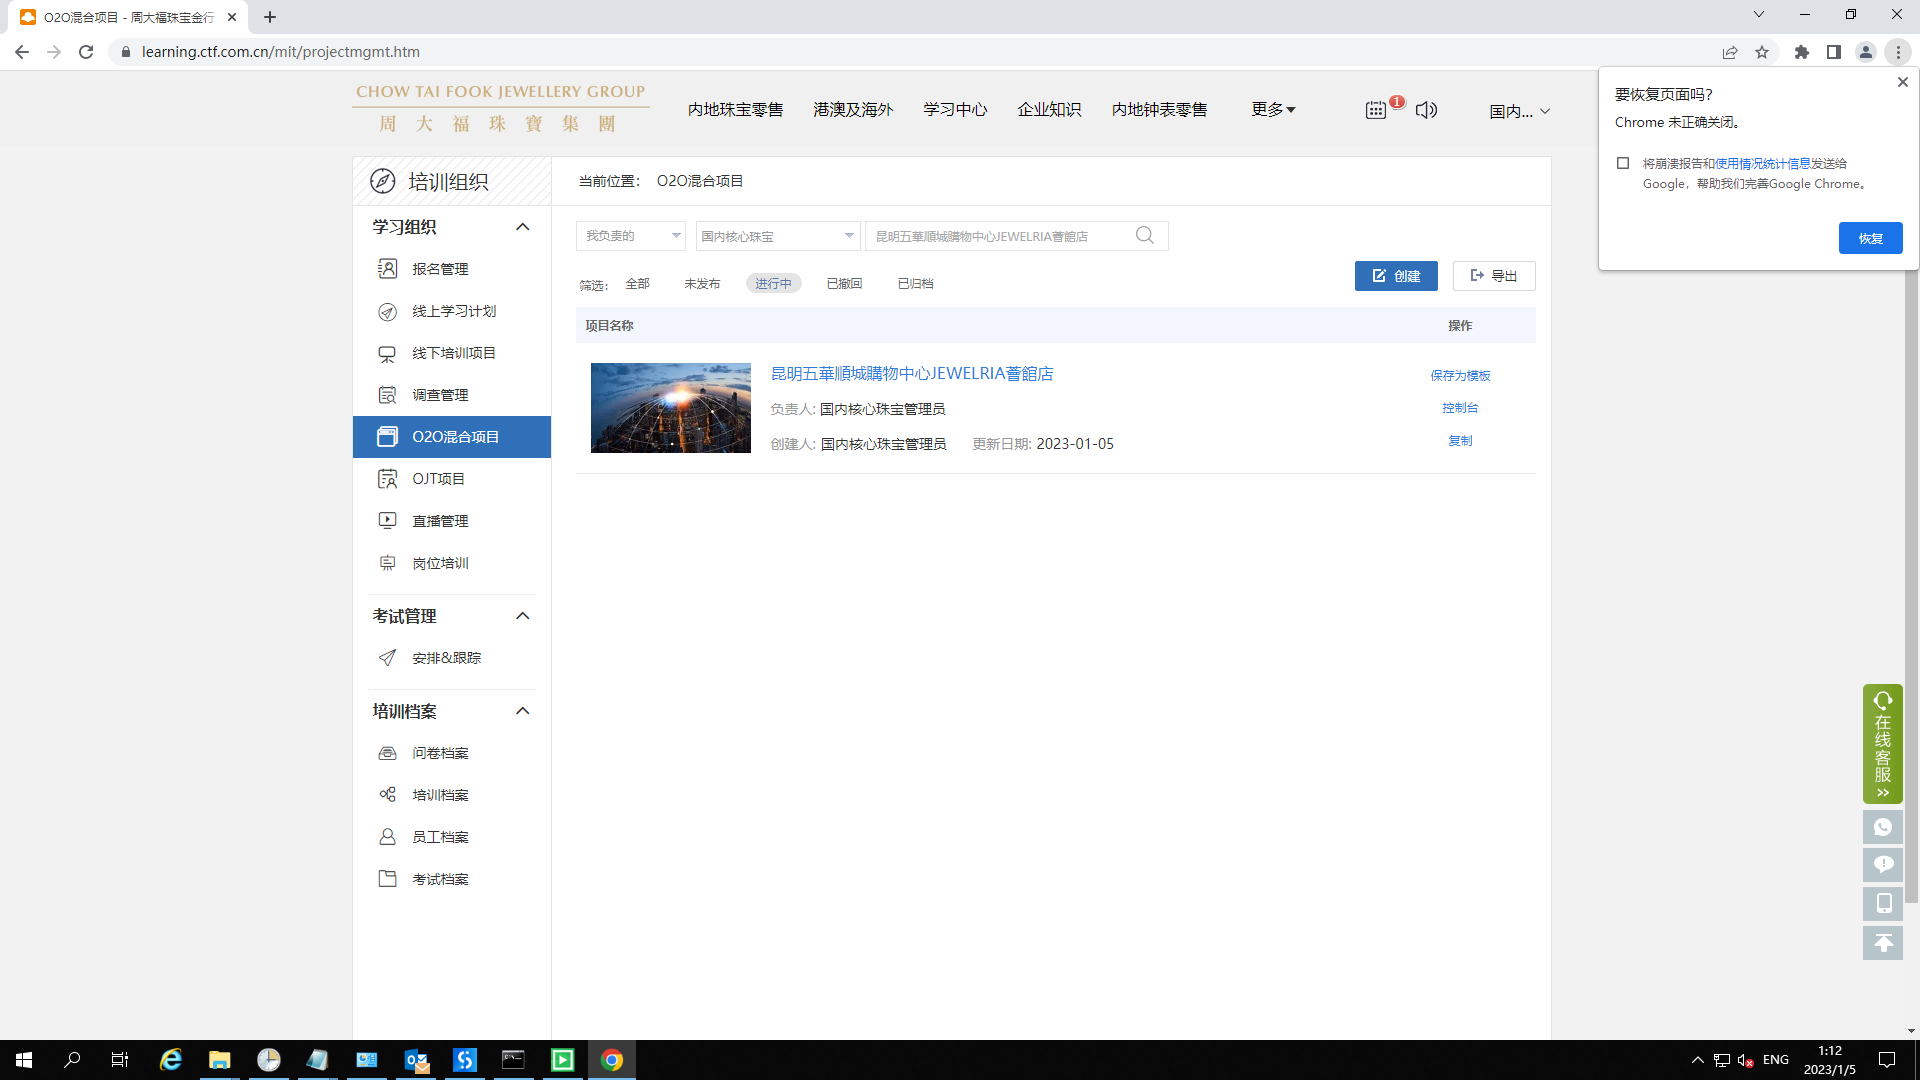 O2O混合项目 - 周大福珠宝金行
learning.ctf.com.cn/mit/projectmgmt.htm
CHOW TAI FOOK JEWELLERY GROUP
周大福珠寶集團
内地珠宝零售 港澳及海外 学习中心 企业知识 内地钟表零售 更多 1 国内...
要恢复页面吗?
Chrome 未正确关闭。
将崩溃报告和使用情况统计信息发送给
Google，帮助我们完善Google Chrome。
恢复
培训组织
当前位置： O2O混合项目
学习组织
报名管理
线上学习计划
线下培训项目
调查管理
O2O混合项目
OJT项目
直播管理
岗位培训
考试管理
安排&跟踪
培训档案
问卷档案
培训档案
员工档案
考试档案
我负责的 国内核心珠宝 昆明五華順城購物中心JEWELRIA薈館店
筛选： 全部 未发布 进行中 已撤回 已归档
创建 导出
项目名称 操作
昆明五華順城購物中心JEWELRIA薈館店
负责人: 国内核心珠宝管理员
创建人: 国内核心珠宝管理员 更新日期: 2023-01-05
保存为模板
控制台
复制
在线客服
ENG
1:12
2023/1/5